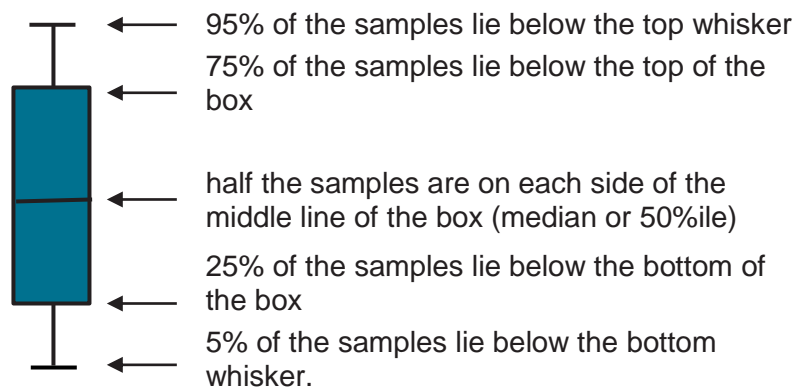 95% of the samples lie below the top whisker
75% of the samples lie below the top of the
box
half the samples are on each side of the
middle line of the box (median or 50%ile)
25% of the samples lie below the bottom of
the box
5% of the samples lie below the bottom
whisker.